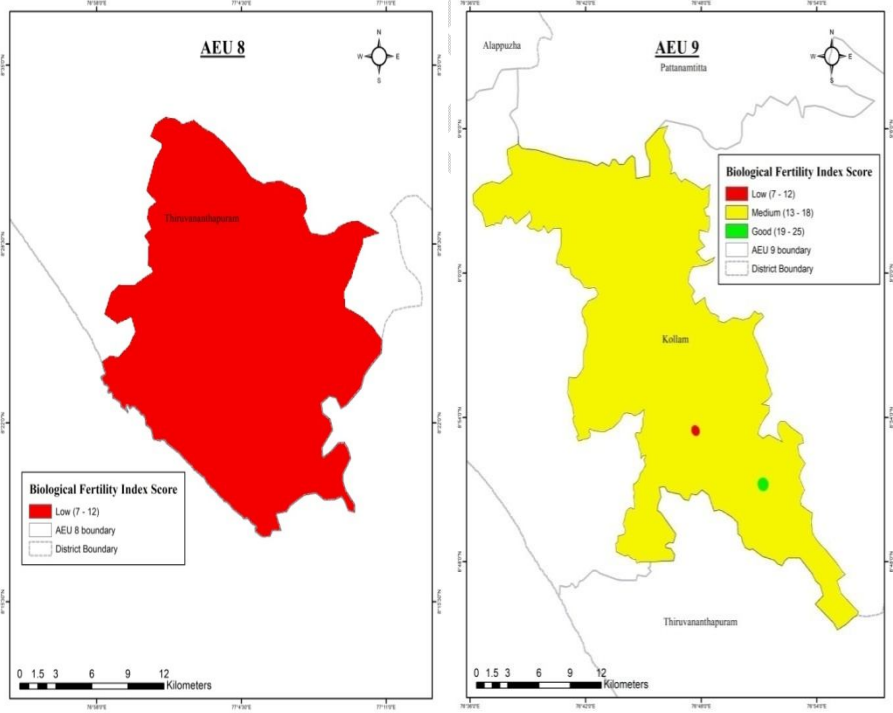 AEU 8
N
W
E
S
Thiruvananthapuram
Biological Fertility Index Score
Low (7 - 12)
AEU 8 boundary
District Boundary
0 1.5 3 6 9 12
Kilometers
AEU 9
Alappuzha
Pattanamtitta
N
W
E
S
Biological Fertility Index Score
Low (7 - 12)
Medium (13 - 18)
Good (19 - 25)
AEU 9 boundary
District Boundary
Kollam
Thiruvananthapuram
0 1.5 3 6 9 12
Kilometers